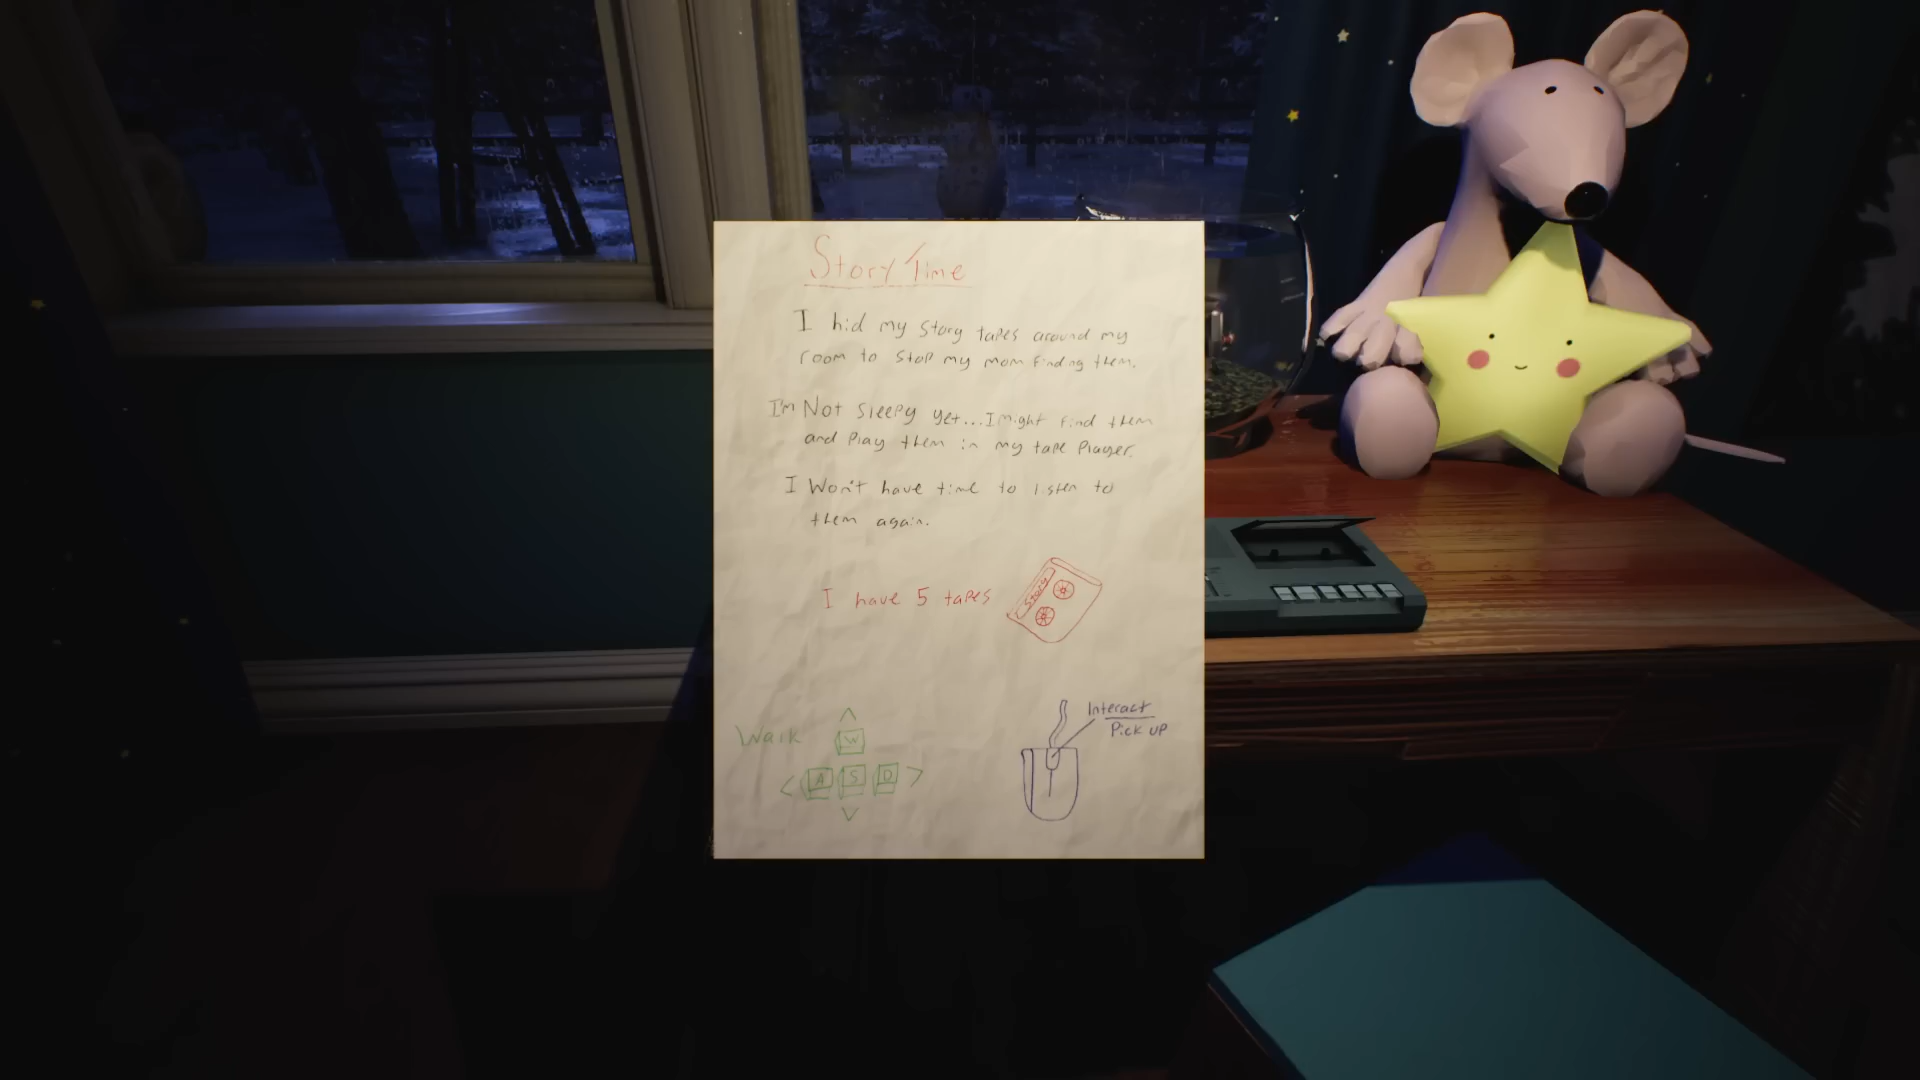 Story Time
I hid my story tapes around my
room to stop my mom finding them.
I'm Not sleepy yet...I might find them
and play them in my tape player.
I Won't have time to listen to
them again.
I have 5 tapes
Story
Interact
Pick up
Walk
W
A S D